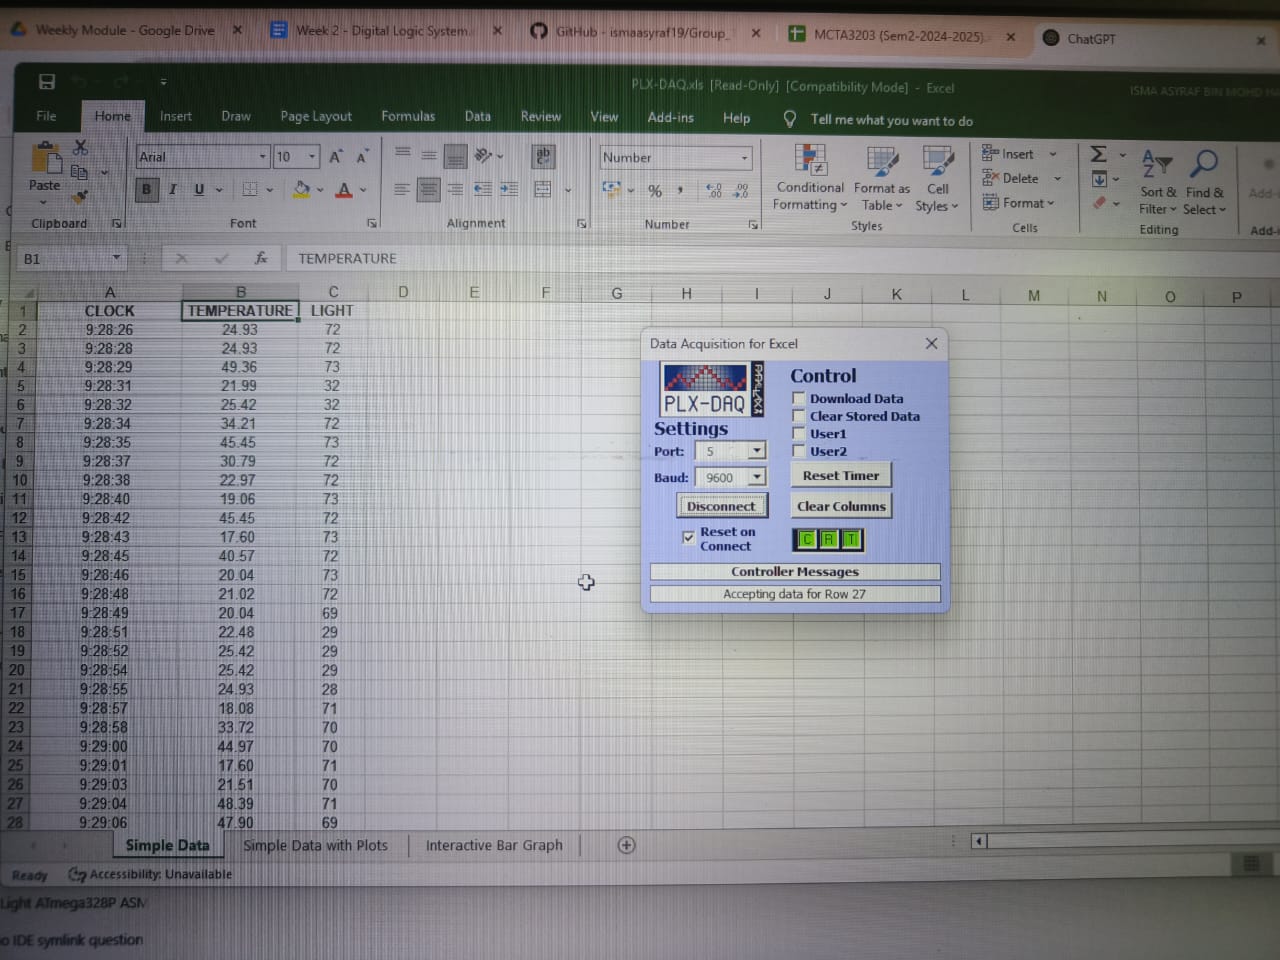 Weekly Module - Google Drive
Week 2 - Digital Logic System
GitHub - ismaasyraf19/Group_
MCTA3203 (Sem2-2024-2025)
ChatGPT
PLX-DAQ.xls [Read-Only] [Compatibility Mode] - Excel
ISMA ASYRAF BIN MOHD
File Home Insert Draw Page Layout Formulas Data Review View Add-ins Help Tell me what you want to do
Paste
Clipboard
Arial 10
B I U
Font
Alignment
Number
Number
Conditional Formatting
Format as Table
Cell Styles
Styles
Insert
Delete
Format
Cells
Sort & Filter
Find & Select
Editing
B1 fx TEMPERATURE
A B C D E F G H I J K L M N O P
1 CLOCK TEMPERATURE LIGHT
2 9:28:26 24.93 72
3 9:28:28 24.93 72
4 9:28:29 49.36 73
5 9:28:31 21.99 32
6 9:28:32 25.42 32
7 9:28:34 34.21 72
8 9:28:35 45.45 73
9 9:28:37 30.79 72
10 9:28:38 22.97 72
11 9:28:40 19.06 73
12 9:28:42 45.45 72
13 9:28:43 17.60 73
14 9:28:45 40.57 72
15 9:28:46 20.04 73
16 9:28:48 21.02 72
17 9:28:49 20.04 69
18 9:28:51 22.48 29
19 9:28:52 25.42 29
20 9:28:54 25.42 29
21 9:28:55 24.93 28
22 9:28:57 18.08 71
23 9:28:58 33.72 70
24 9:29:00 44.97 70
25 9:29:01 17.60 71
26 9:29:03 21.51 70
27 9:29:04 48.39 71
28 9:29:06 47.90 69
Data Acquisition for Excel
PLX-DAQ
PARALLAX
Settings
Port: 5
Baud: 9600
Disconnect
Reset on Connect
Control
Download Data
Clear Stored Data
User1
User2
Reset Timer
Clear Columns
C R T
Controller Messages
Accepting data for Row 27
Simple Data Simple Data with Plots Interactive Bar Graph
Ready Accessibility: Unavailable
Light ATmega328P ASM
o IDE symlink question